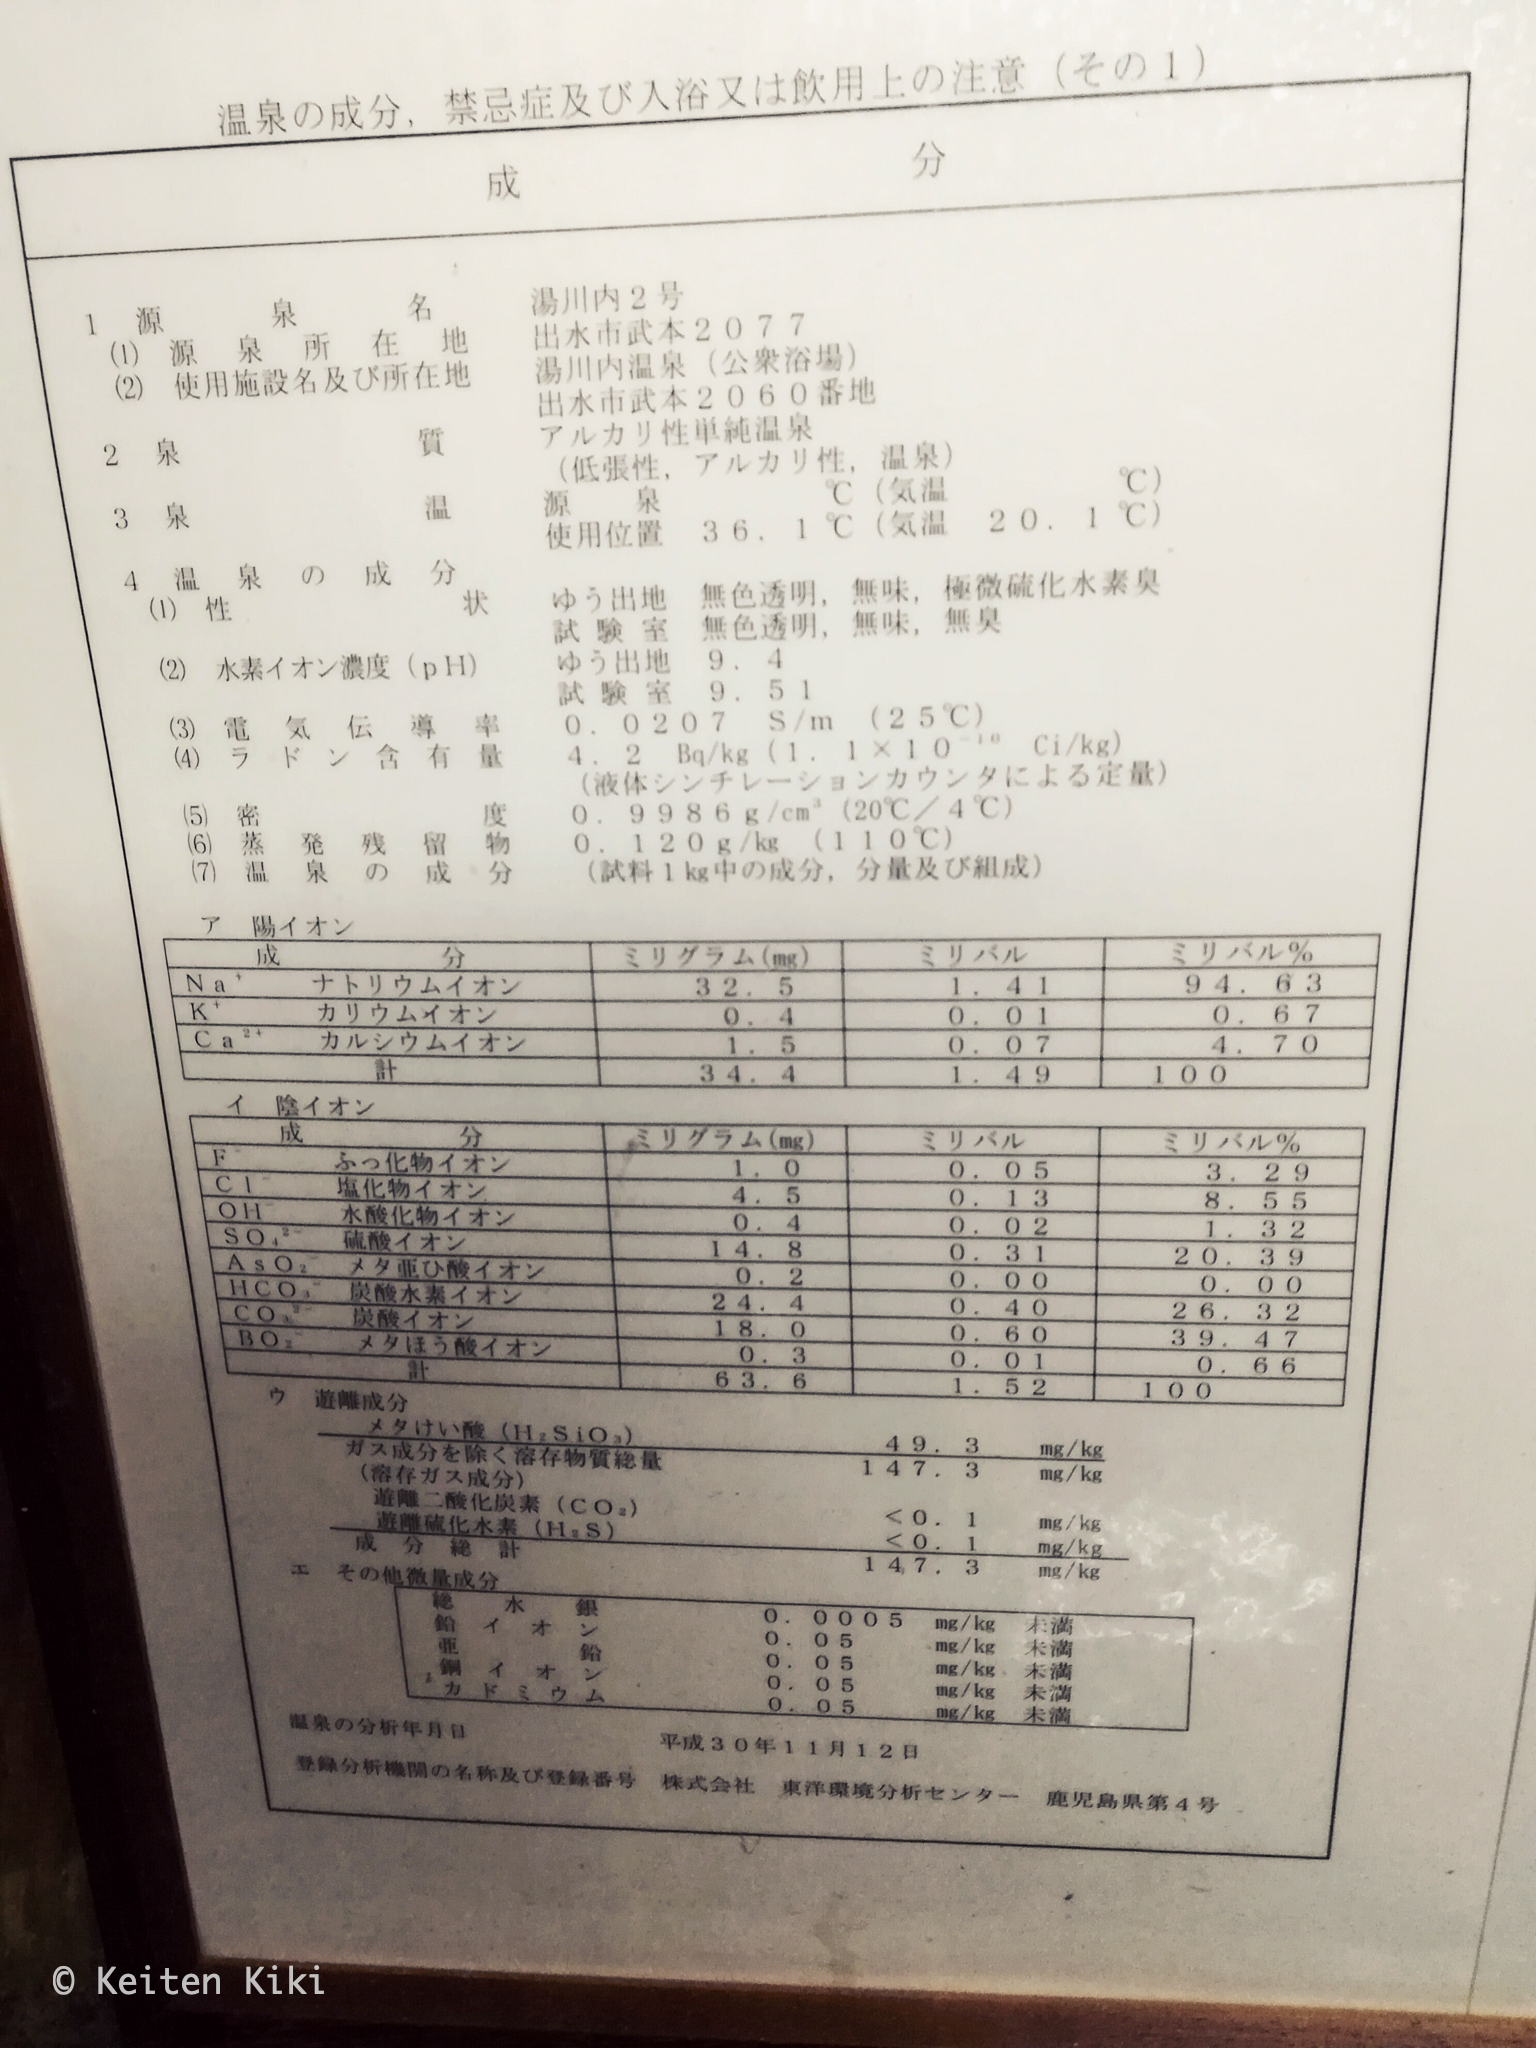 温泉の成分，禁忌症及び入浴又は飲用上の注意（その１）
成 分
１ 源 泉 名 湯川内２号
⑴ 源 泉 所 在 地 出水市武本２０７７
⑵ 使用施設名及び所在地 湯川内温泉（公衆浴場）
出水市武本２０６０番地
２ 泉 質 アルカリ性単純温泉
（低張性，アルカリ性，温泉）
３ 泉 温 源 泉 ℃（気温 ℃）
使用位置 ３６．１℃（気温 ２０．１℃）
４ 温 泉 の 成 分
⑴ 性 状 ゆう出地 無色透明，無味，極微硫化水素臭
試 験 室 無色透明，無味，無臭
⑵ 水素イオン濃度（ｐＨ） ゆう出地 ９．４
試 験 室 ９．５１
⑶ 電 気 伝 導 率 ０．０２０７ Ｓ/ｍ （２５℃）
⑷ ラ ド ン 含 有 量 ４．２ Bq/kg（１．１×１０⁻¹⁰ Ci/kg）
（液体シンチレーションカウンタによる定量）
⑸ 密 度 ０．９９８６ｇ/cm³（20℃／４℃）
⑹ 蒸 発 残 留 物 ０．１２０ｇ/kg （１１０℃）
⑺ 温 泉 の 成 分 （試料１kg中の成分，分量及び組成）
ア 陽イオン
成 分 ミリグラム(mg) ミリバル ミリバル％
Ｎａ⁺ ナトリウムイオン ３２．５ １．４１ ９４．６３
Ｋ⁺ カリウムイオン ０．４ ０．０１ ０．６７
Ｃａ²⁺ カルシウムイオン １．５ ０．０７ ４．７０
計 ３４．４ １．４９ １００
イ 陰イオン
成 分 ミリグラム(mg) ミリバル ミリバル％
Ｆ⁻ ふっ化物イオン １．０ ０．０５ ３．２９
Ｃｌ⁻ 塩化物イオン ４．５ ０．１３ ８．５５
ＯＨ⁻ 水酸化物イオン ０．４ ０．０２ １．３２
ＳＯ₄²⁻ 硫酸イオン １４．８ ０．３１ ２０．３９
ＡｓＯ₂⁻ メタ亜ひ酸イオン ０．２ ０．００ ０．００
ＨＣＯ₃⁻ 炭酸水素イオン ２４．４ ０．４０ ２６．３２
ＣＯ₃²⁻ 炭酸イオン １８．０ ０．６０ ３９．４７
ＢＯ₂⁻ メタほう酸イオン ０．３ ０．０１ ０．６６
計 ６３．６ １．５２ １００
ウ 遊離成分
メタけい酸（Ｈ₂ＳｉＯ₃） ４９．３ mg/kg
ガス成分を除く溶存物質総量 １４７．３ mg/kg
（溶存ガス成分）
遊離二酸化炭素（ＣＯ₂） ＜０．１ mg/kg
遊離硫化水素（Ｈ₂Ｓ） ＜０．１ mg/kg
成 分 総 計 １４７．３ mg/kg
エ その他微量成分
総 水 銀 ０．０００５ mg/kg 未満
鉛 イ オ ン ０．０５ mg/kg 未満
亜 鉛 ０．０５ mg/kg 未満
銅 イ オ ン ０．０５ mg/kg 未満
カ ド ミ ウ ム ０．０５ mg/kg 未満
温泉の分析年月日 平成３０年１１月１２日
登録分析機関の名称及び登録番号 株式会社 東洋環境分析センター 鹿児島県第４号
© Keiten Kiki